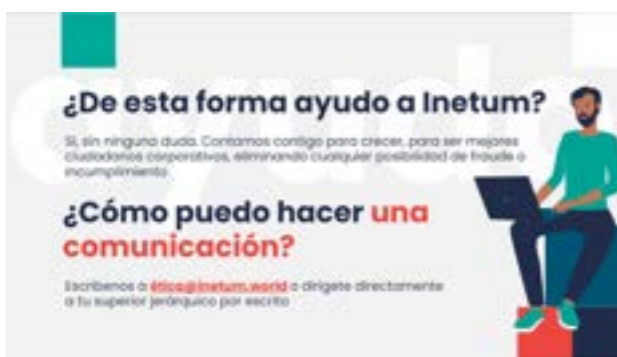 ¿De esta forma ayudo a Inetum?
Sí, sin ninguna duda. Contamos contigo para crecer, para ser mejores
ciudadanos corporativos, eliminando cualquier posibilidad de fraude o
incumplimiento.
¿Cómo puedo hacer una
comunicación?
Escríbenos a ética@inetum.world o dirígete directamente
a tu superior jerárquico por escrito